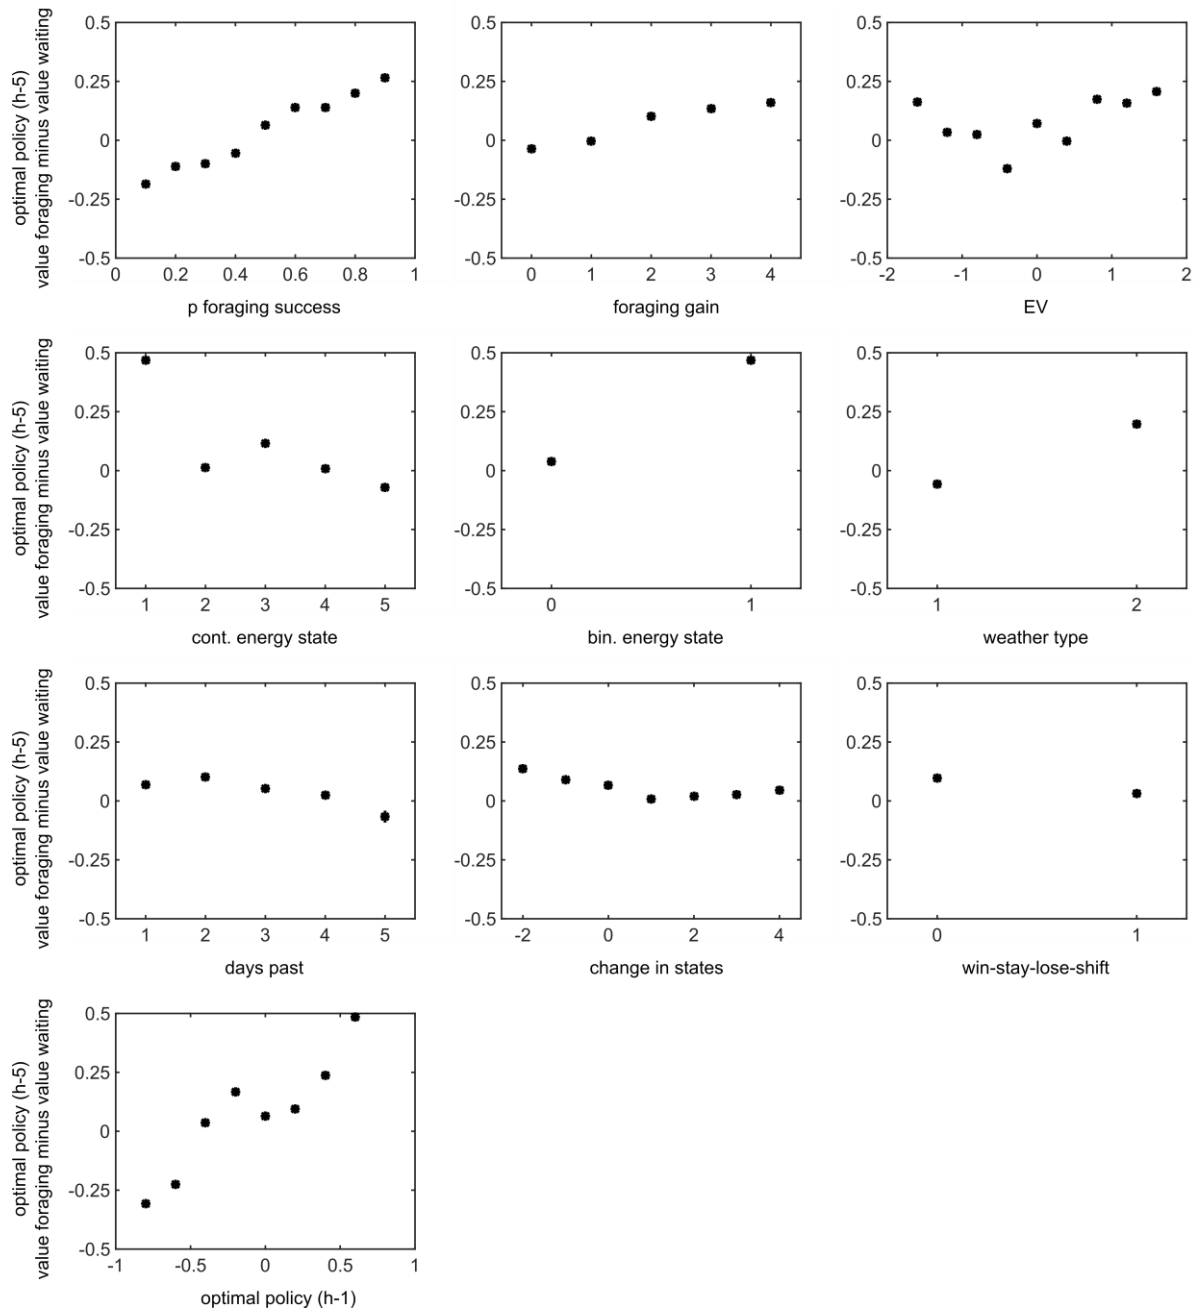 optimal policy (h-5)
value foraging minus value waiting
0.5
0.25
0
-0.25
-0.5
0 0.2 0.4 0.6 0.8 1
p foraging success
0.5
0.25
0
-0.25
-0.5
0 1 2 3 4
foraging gain
0.5
0.25
0
-0.25
-0.5
-2 -1 0 1 2
EV
optimal policy (h-5)
value foraging minus value waiting
0.5
0.25
0
-0.25
-0.5
1 2 3 4 5
cont. energy state
0.5
0.25
0
-0.25
-0.5
0 1
bin. energy state
0.5
0.25
0
-0.25
-0.5
1 2
weather type
optimal policy (h-5)
value foraging minus value waiting
0.5
0.25
0
-0.25
-0.5
1 2 3 4 5
days past
0.5
0.25
0
-0.25
-0.5
-2 0 2 4
change in states
0.5
0.25
0
-0.25
-0.5
0 1
win-stay-lose-shift
optimal policy (h-5)
value foraging minus value waiting
0.5
0.25
0
-0.25
-0.5
-1 -0.5 0 0.5 1
optimal policy (h-1)